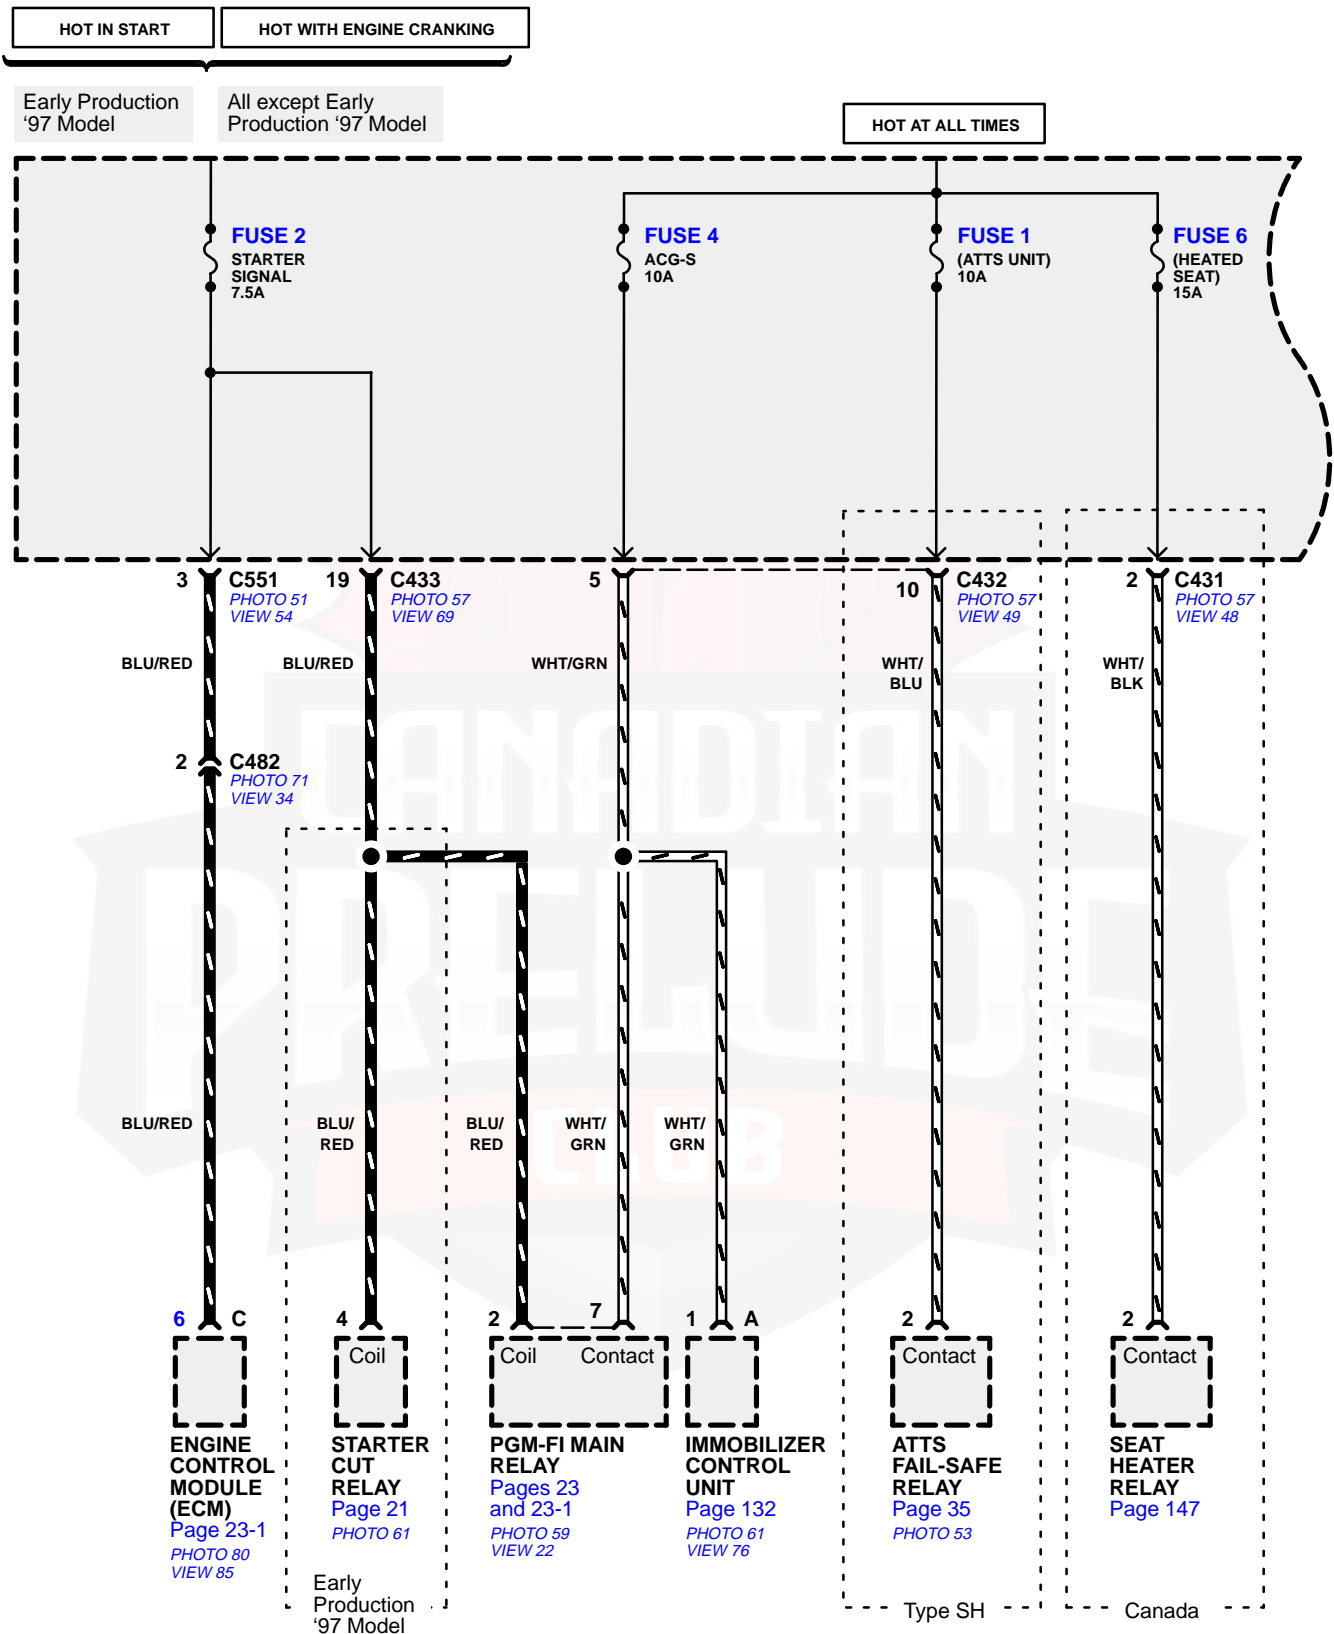 HOT IN START
HOT WITH ENGINE CRANKING
Early Production
‘97 Model
All except Early
Production ‘97 Model
HOT AT ALL TIMES
FUSE 2
STARTER
SIGNAL
7.5A
FUSE 4
ACG-S
10A
FUSE 1
(ATTS UNIT)
10A
FUSE 6
(HEATED
SEAT)
15A
3 C551
PHOTO 51
VIEW 54
19 C433
PHOTO 57
VIEW 69
5
10 C432
PHOTO 57
VIEW 49
2 C431
PHOTO 57
VIEW 48
BLU/RED
BLU/RED
WHT/GRN
WHT/
BLU
WHT/
BLK
2 C482
PHOTO 71
VIEW 34
CANADIAN
PRELUDE
CLUB
BLU/RED
BLU/
RED
BLU/
RED
WHT/
GRN
WHT/
GRN
6 C
4
2
7
1 A
2
2
Coil
Coil Contact
Contact
Contact
ENGINE
CONTROL
MODULE
(ECM)
Page 23-1
PHOTO 80
VIEW 85
STARTER
CUT
RELAY
Page 21
PHOTO 61
PGM-FI MAIN
RELAY
Pages 23
and 23-1
PHOTO 59
VIEW 22
IMMOBILIZER
CONTROL
UNIT
Page 132
PHOTO 61
VIEW 76
ATTS
FAIL-SAFE
RELAY
Page 35
PHOTO 53
SEAT
HEATER
RELAY
Page 147
Early
Production
‘97 Model
Type SH
Canada